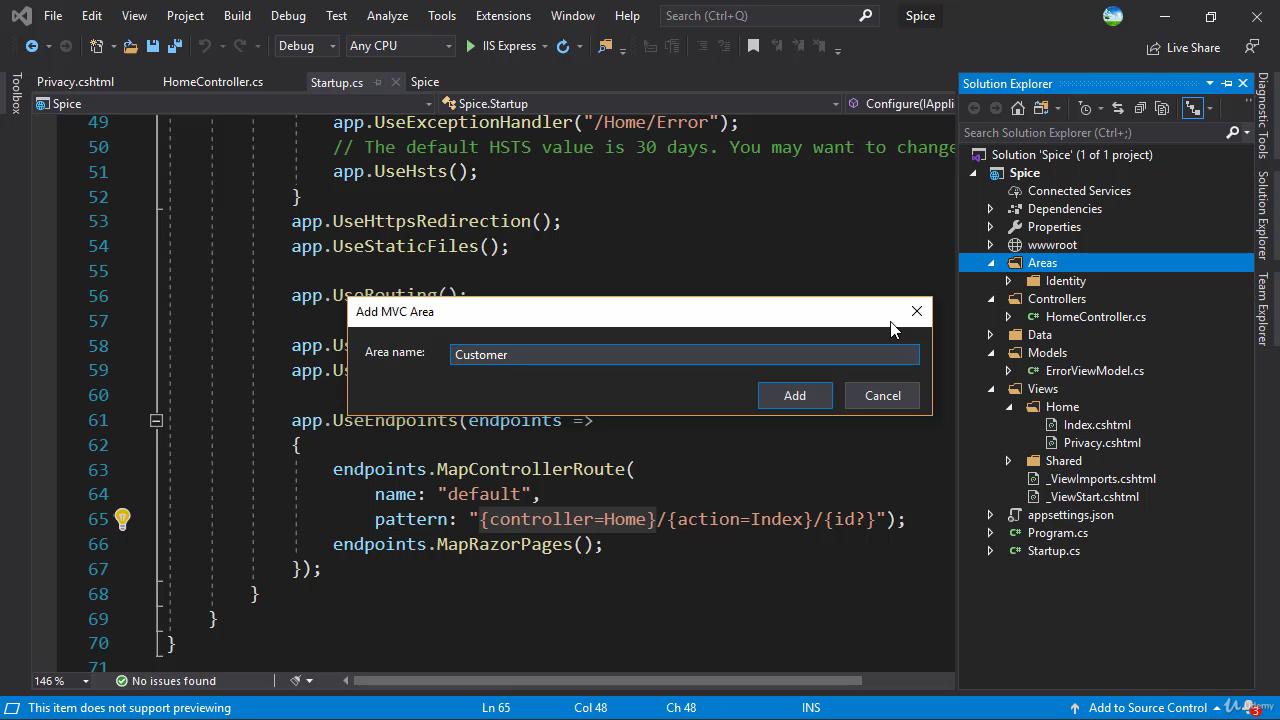 File Edit View Project Build Debug Test Analyze Tools Extensions Window Help Search (Ctrl+Q) Spice
Debug Any CPU IIS Express Live Share
Toolbox
Privacy.cshtml HomeController.cs Startup.cs Spice
Spice Spice.Startup Configure(IAppli
49 app.UseExceptionHandler("/Home/Error");
50 // The default HSTS value is 30 days. You may want to change
51 app.UseHsts();
52 }
53 app.UseHttpsRedirection();
54 app.UseStaticFiles();
55
56 app.UseRouting();
58 app.U
59 app.U
60
61 app.UseEndpoints(endpoints =>
62 {
63 endpoints.MapControllerRoute(
64 name: "default",
65 pattern: "{controller=Home}/{action=Index}/{id?}");
66 endpoints.MapRazorPages();
67 });
68 }
69 }
70 }
71
Add MVC Area
Area name: Customer
Add Cancel
146 % No issues found
Solution Explorer
Search Solution Explorer (Ctrl+;)
Solution 'Spice' (1 of 1 project)
Spice
Connected Services
Dependencies
Properties
wwwroot
Areas
Identity
Controllers
HomeController.cs
Data
Models
ErrorViewModel.cs
Views
Home
Index.cshtml
Privacy.cshtml
Shared
_ViewImports.cshtml
_ViewStart.cshtml
appsettings.json
Program.cs
Startup.cs
Diagnostic Tools
Solution Explorer
Team Explorer
This item does not support previewing Ln 65 Col 48 Ch 48 INS Add to Source Control 3
Udemy